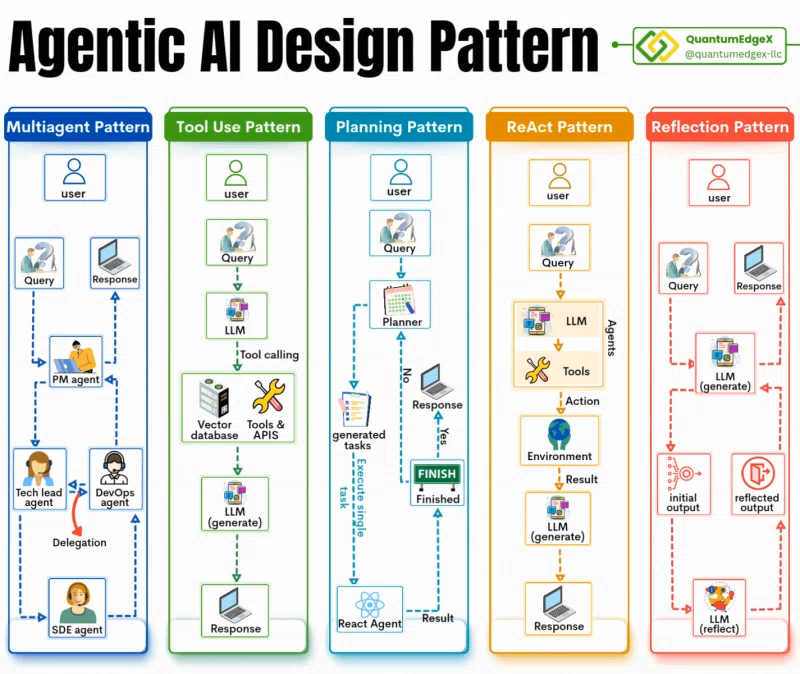 Agentic AI Design Pattern
QuantumEdgeX
@quantumedgex-llc
Multiagent Pattern
user
Query
Response
PM agent
Tech lead
agent
DevOps
agent
Delegation
SDE agent
Tool Use Pattern
user
Query
LLM
Tool calling
Vector
database
Tools &
APIS
LLM
(generate)
Response
Planning Pattern
user
Query
Planner
No
Response
generated
tasks
Yes
Execute single
task
FINISH
Finished
React Agent
Result
ReAct Pattern
user
Query
LLM
Agents
Tools
Action
Environment
Result
LLM
(generate)
Response
Reflection Pattern
user
Query
Response
LLM
(generate)
initial
output
reflected
output
LLM
(reflect)